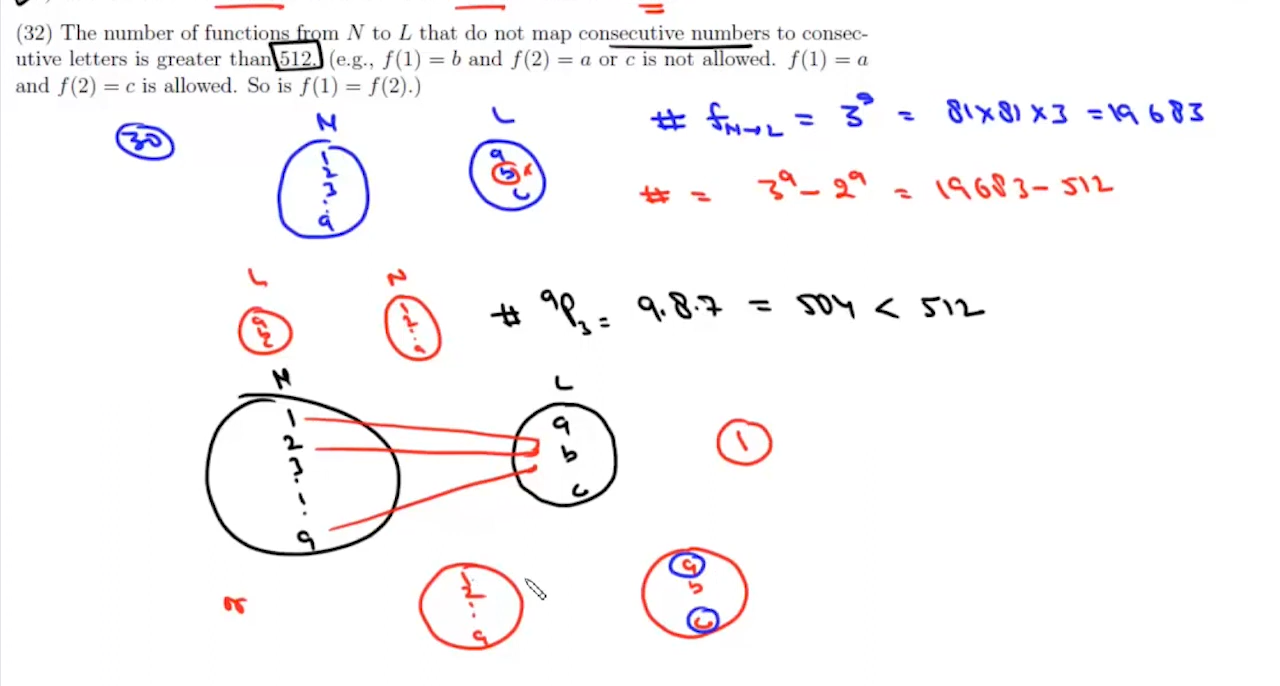 (32) The number of functions from N to L that do not map consecutive numbers to consec-
utive letters is greater than 512. (e.g., f(1) = b and f(2) = a or c is not allowed. f(1) = a
and f(2) = c is allowed. So is f(1) = f(2).)
30
N
L
# f_{N→L} = 3^9 = 81×81×3 = 19683
1
2
3
:
9
a
b
c
# = 3^9 - 2^9 = 19683 - 512
L
N
a
b
c
1
2
:
9
# ⁹P₃ = 9.8.7 = 504 < 512
N
L
1
2
3
:
:
9
a
b
c
1
or
1
2
:
9
a
b
c